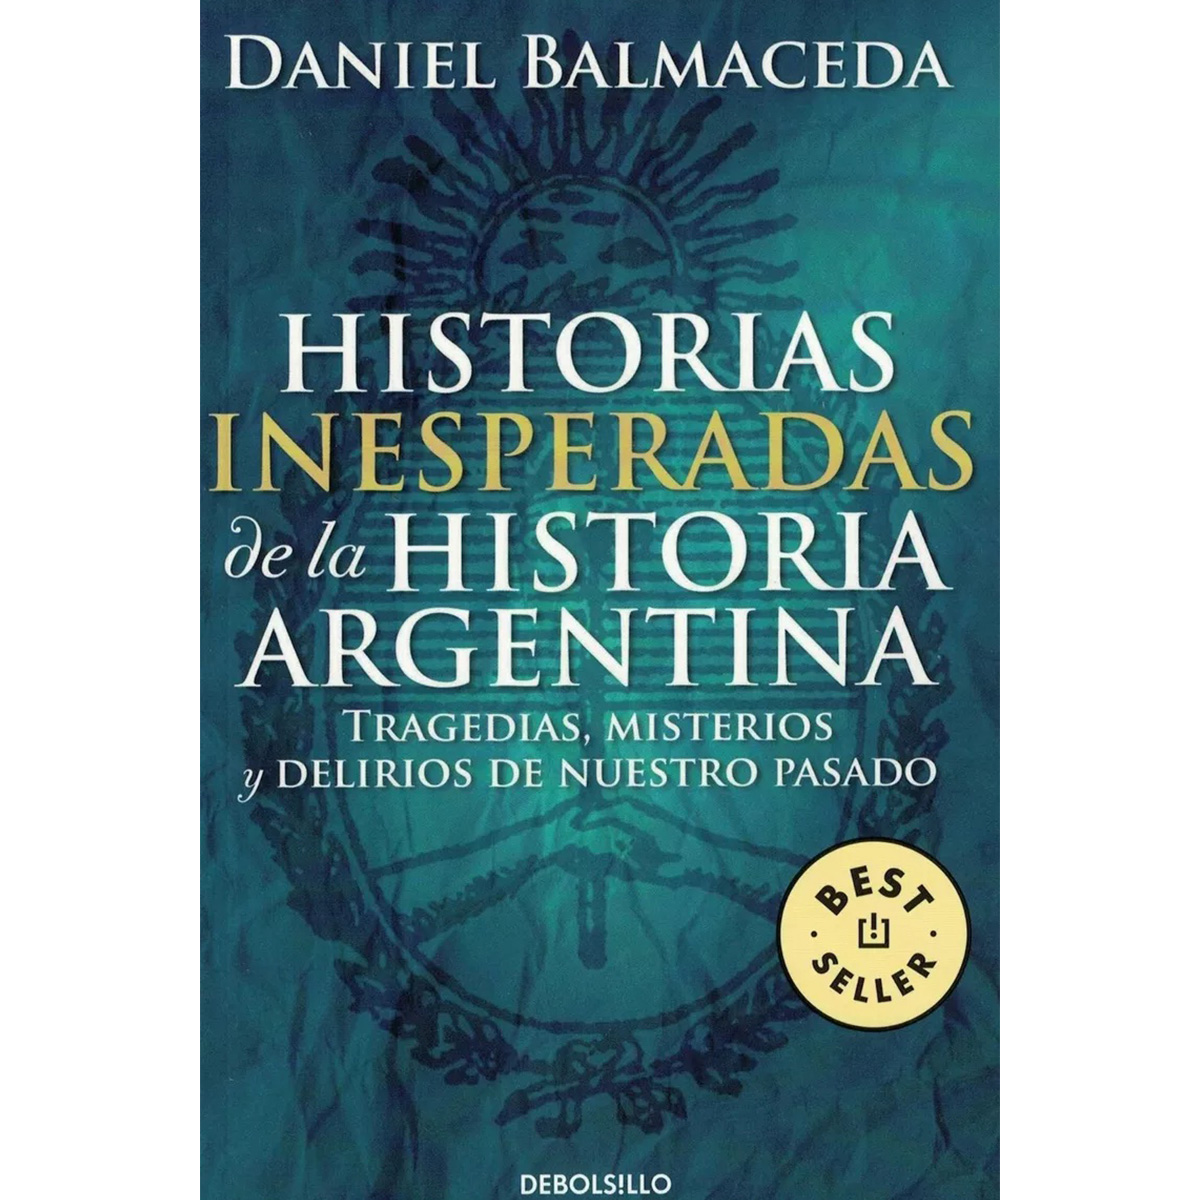 DANIEL BALMACEDA
HISTORIAS
INESPERADAS
de la HISTORIA
ARGENTINA
TRAGEDIAS, MISTERIOS
y DELIRIOS DE NUESTRO PASADO
BEST
SELLER
DEBOLS!LLO